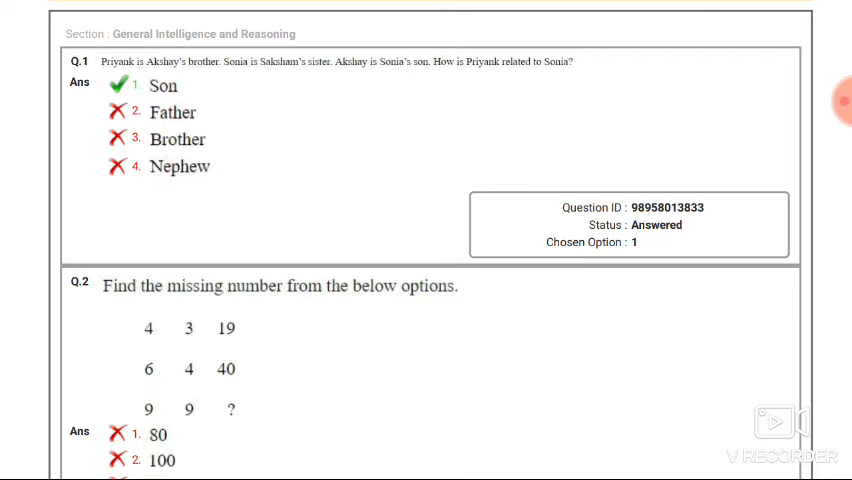 Section : General Intelligence and Reasoning
Q.1 Priyank is Akshay's brother. Sonia is Saksham's sister. Akshay is Sonia's son. How is Priyank related to Sonia?
Ans 1. Son
2. Father
3. Brother
4. Nephew
Question ID : 98958013833
Status : Answered
Chosen Option : 1
Q.2 Find the missing number from the below options.
4 3 19
6 4 40
9 9 ?
Ans 1. 80
2. 100
V RECORDER